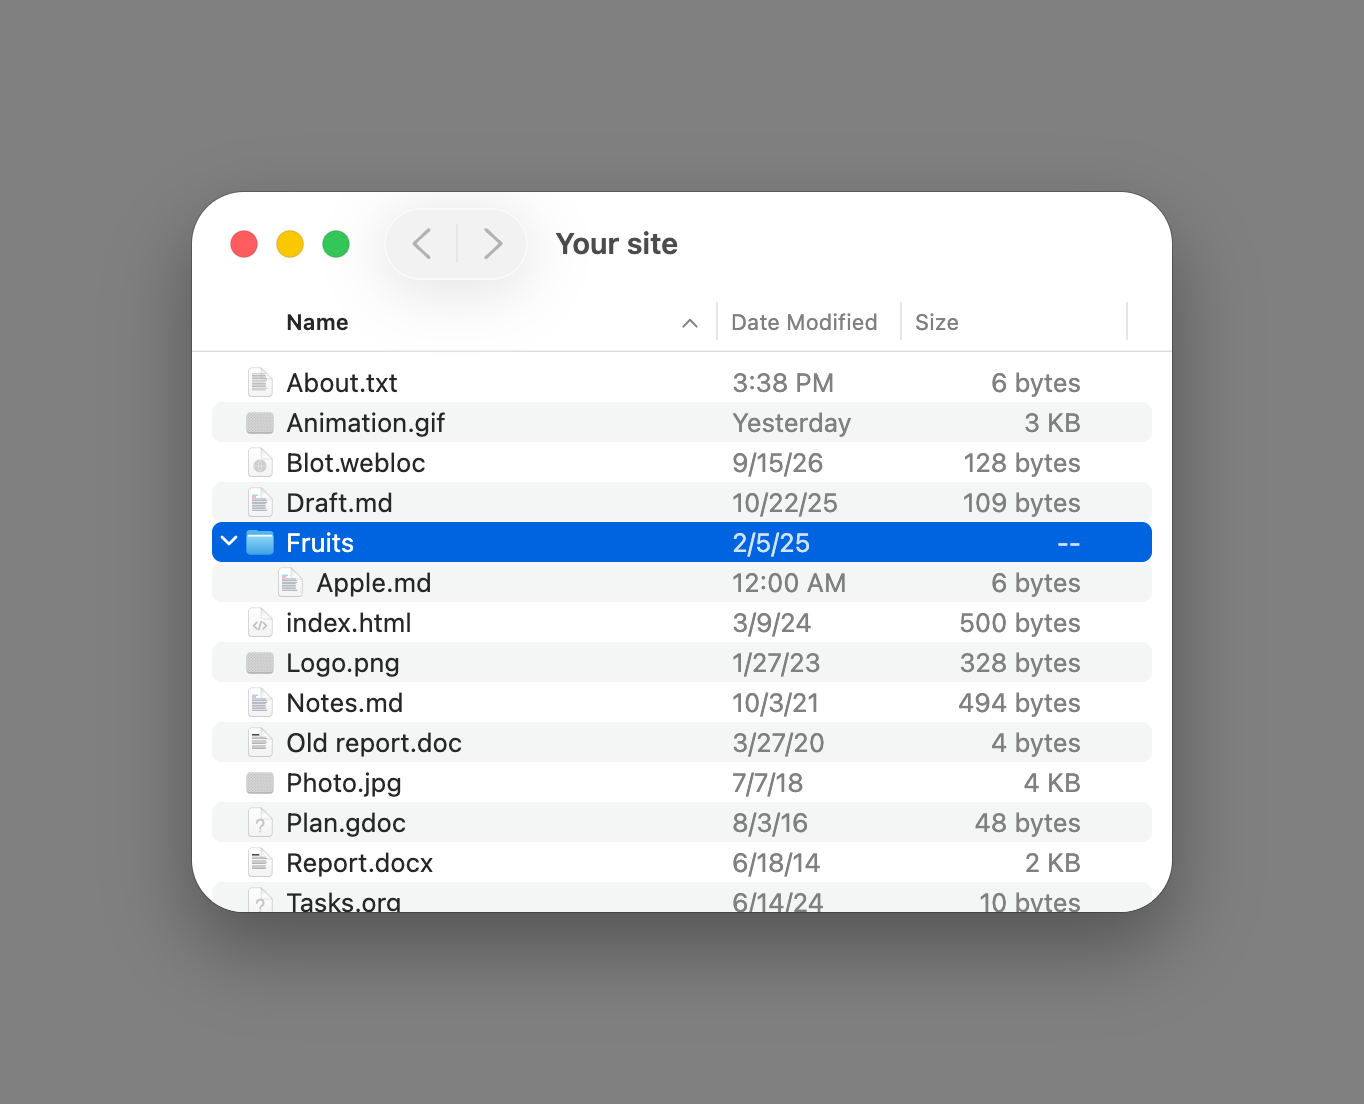 Your site
Name Date Modified Size
About.txt 3:38 PM 6 bytes
Animation.gif Yesterday 3 KB
Blot.webloc 9/15/26 128 bytes
Draft.md 10/22/25 109 bytes
Fruits 2/5/25 --
Apple.md 12:00 AM 6 bytes
index.html 3/9/24 500 bytes
Logo.png 1/27/23 328 bytes
Notes.md 10/3/21 494 bytes
Old report.doc 3/27/20 4 bytes
Photo.jpg 7/7/18 4 KB
Plan.gdoc 8/3/16 48 bytes
Report.docx 6/18/14 2 KB
Tasks.org 6/14/24 10 bytes